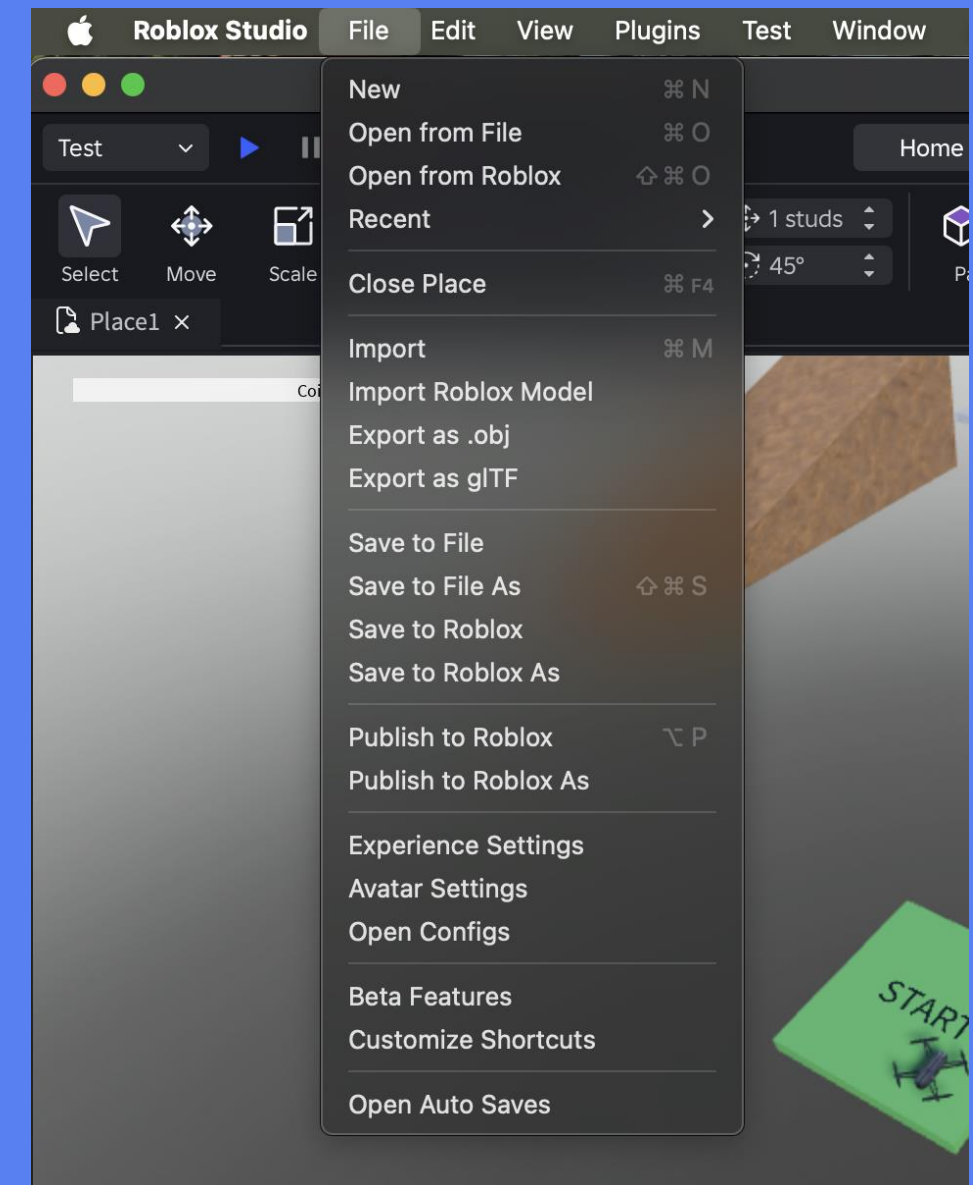 Roblox Studio File Edit View Plugins Test Window
New ⌘ N
Open from File ⌘ O
Open from Roblox ⇧ ⌘ O
Recent
Close Place ⌘ F4
Import ⌘ M
Import Roblox Model
Export as .obj
Export as glTF
Save to File
Save to File As ⇧ ⌘ S
Save to Roblox
Save to Roblox As
Publish to Roblox ⌥ P
Publish to Roblox As
Experience Settings
Avatar Settings
Open Configs
Beta Features
Customize Shortcuts
Open Auto Saves
Test
Home
Select Move Scale
1 studs
45°
Place1
START